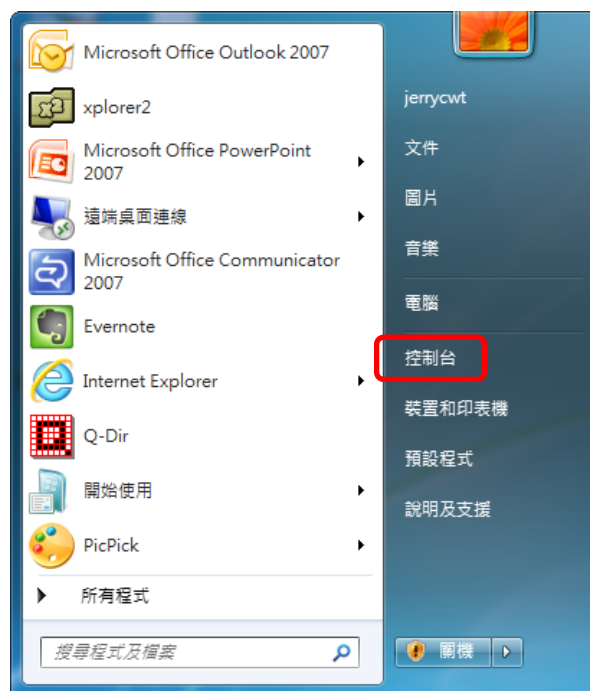 Microsoft Office Outlook 2007
xplorer2
Microsoft Office PowerPoint
2007
遠端桌面連線
Microsoft Office Communicator
2007
Evernote
Internet Explorer
Q-Dir
開始使用
PicPick
所有程式
搜尋程式及檔案
jerrycwt
文件
圖片
音樂
電腦
控制台
裝置和印表機
預設程式
說明及支援
關機